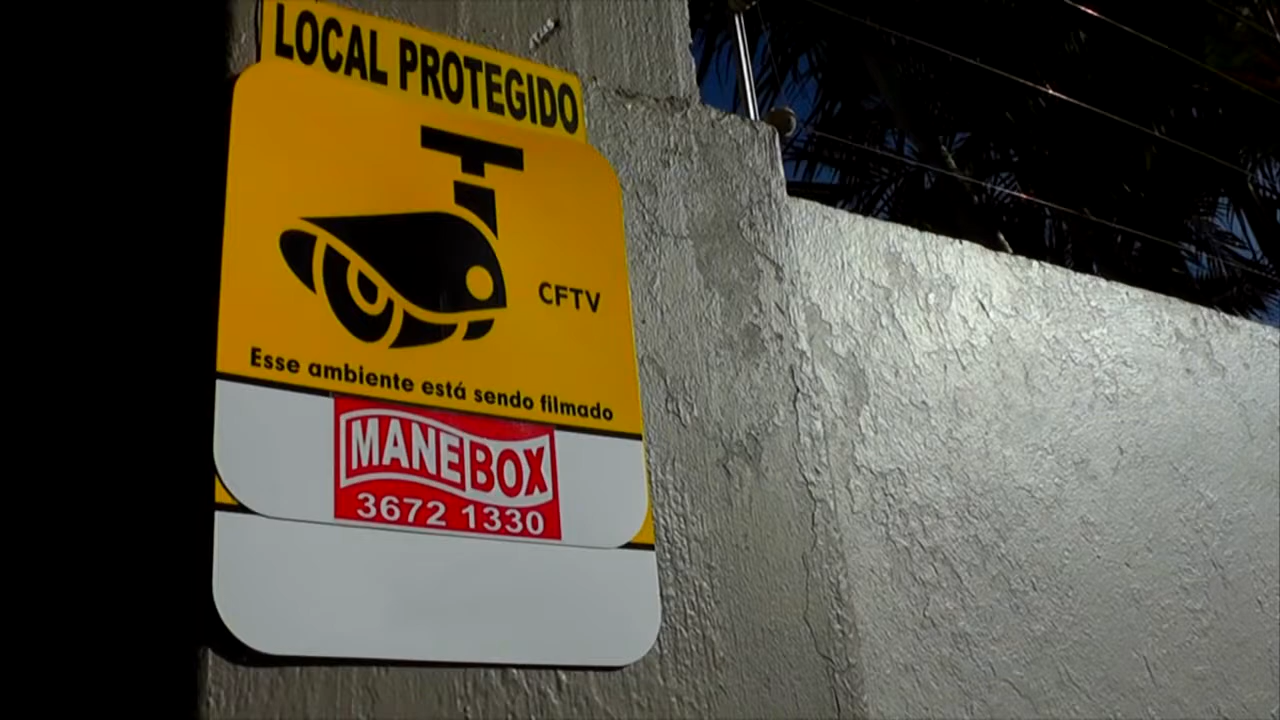 LOCAL PROTEGIDO
CFTV
Esse ambiente está sendo filmado
MANEBOX
3672 1330